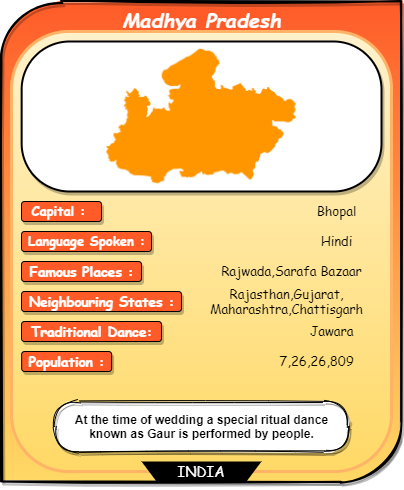 Madhya Pradesh
Capital : Bhopal
Language Spoken : Hindi
Famous Places : Rajwada,Sarafa Bazaar
Neighbouring States : Rajasthan,Gujarat,
Maharashtra,Chattisgarh
Traditional Dance: Jawara
Population : 7,26,26,809
At the time of wedding a special ritual dance
known as Gaur is performed by people.
INDIA